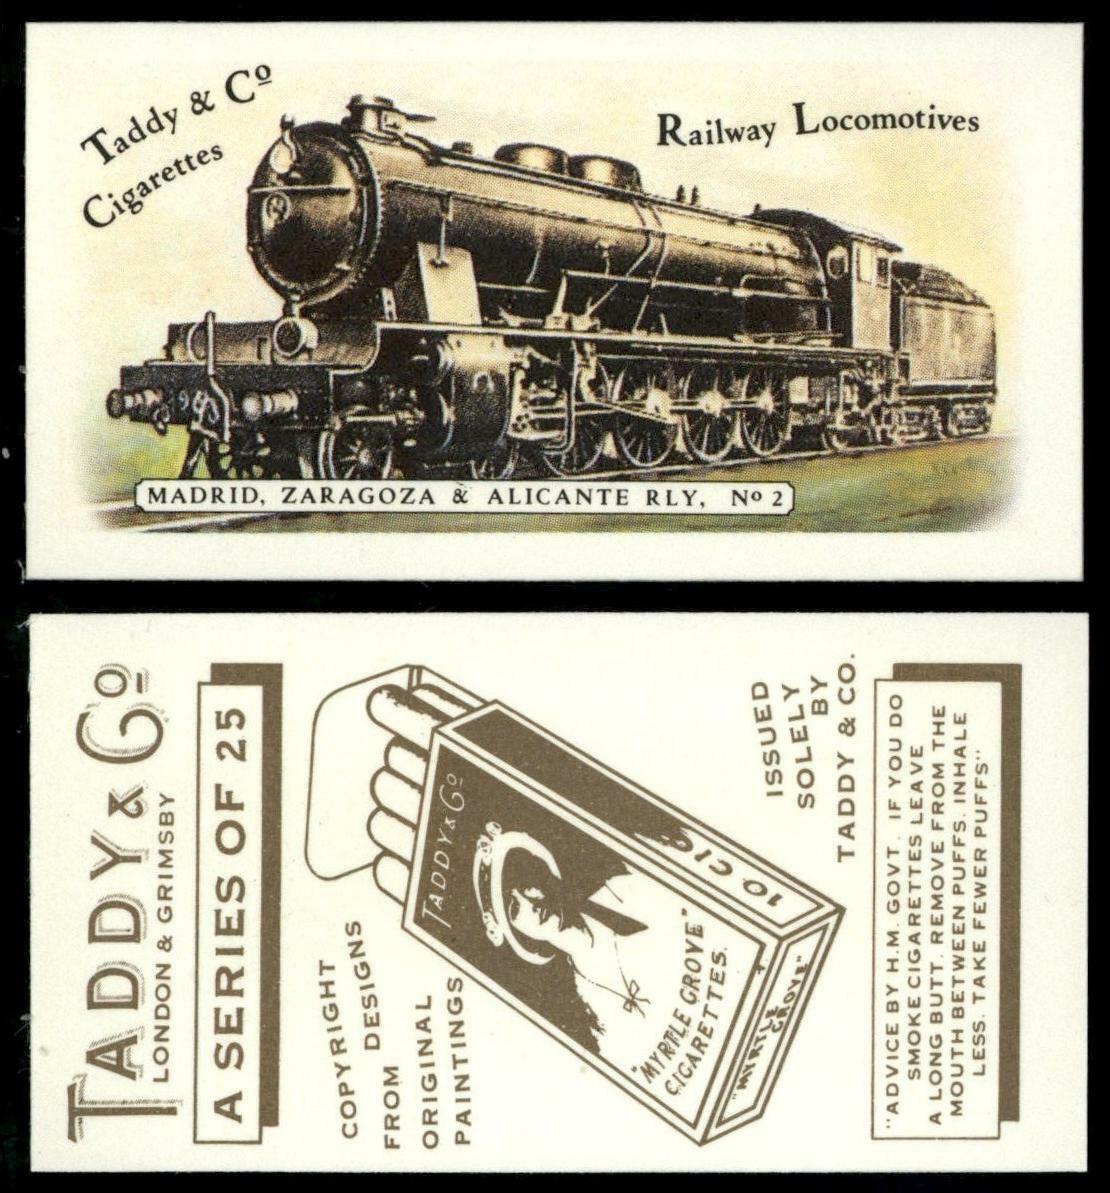 Taddy & Cº
Cigarettes
Railway Locomotives
MADRID, ZARAGOZA & ALICANTE RLY, Nº 2
TADDY & Cº
LONDON & GRIMSBY
A SERIES OF 25
COPYRIGHT
FROM DESIGNS
ORIGINAL
PAINTINGS
TADDY & Cº
"MYRTLE GROVE"
CIGARETTES.
10 CIG
"MYRTLE
GROVE"
ISSUED
SOLELY
BY
TADDY & CO.
"ADVICE BY H.M. GOVT. IF YOU DO
SMOKE CIGARETTES LEAVE
A LONG BUTT. REMOVE FROM THE
MOUTH BETWEEN PUFFS. INHALE
LESS. TAKE FEWER PUFFS"